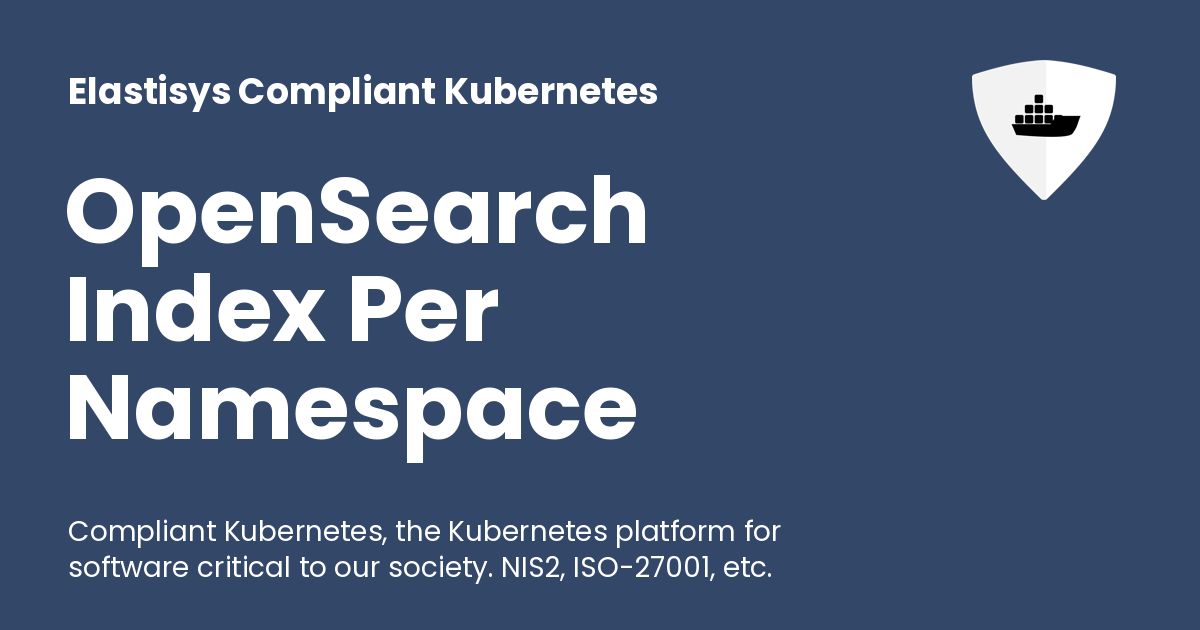 Elastisys Compliant Kubernetes
OpenSearch
Index Per
Namespace
Compliant Kubernetes, the Kubernetes platform for
software critical to our society. NIS2, ISO-27001, etc.